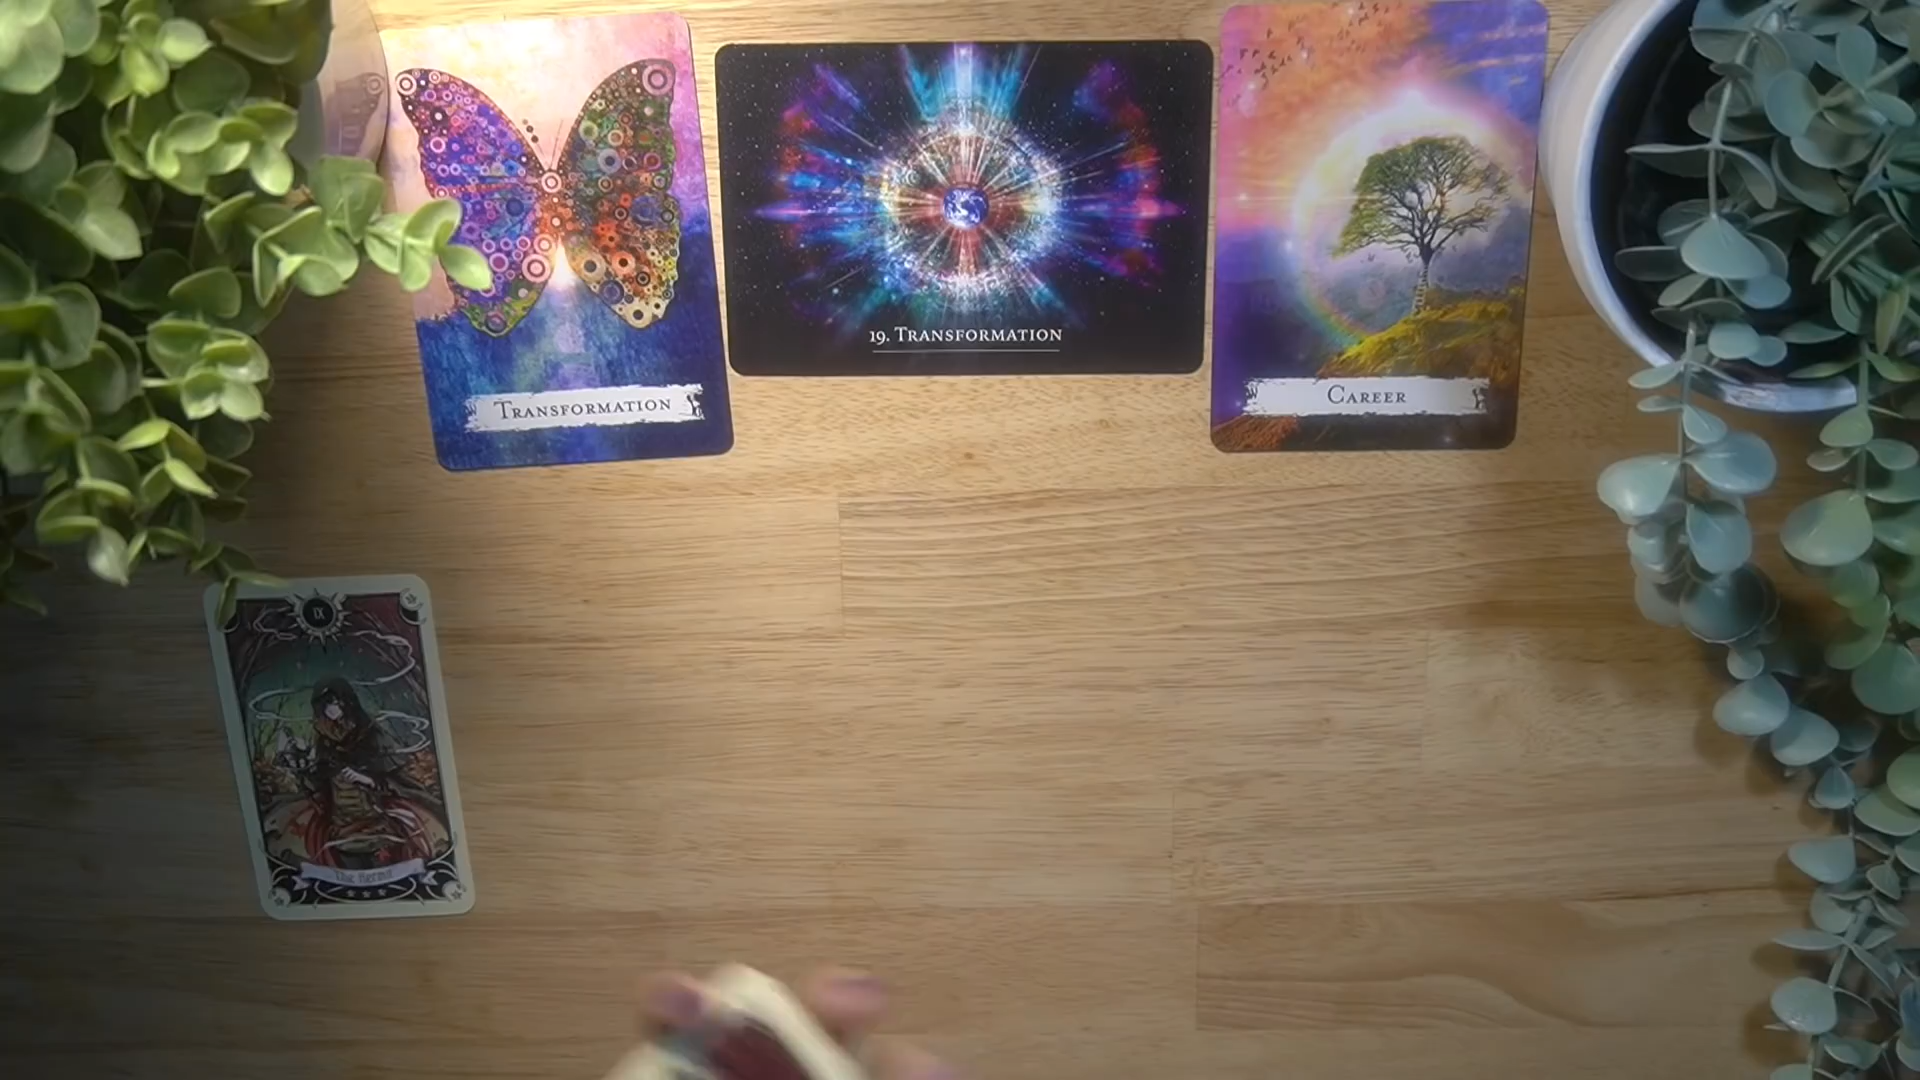 Transformation
19. Transformation
Career
IX
The Hermit